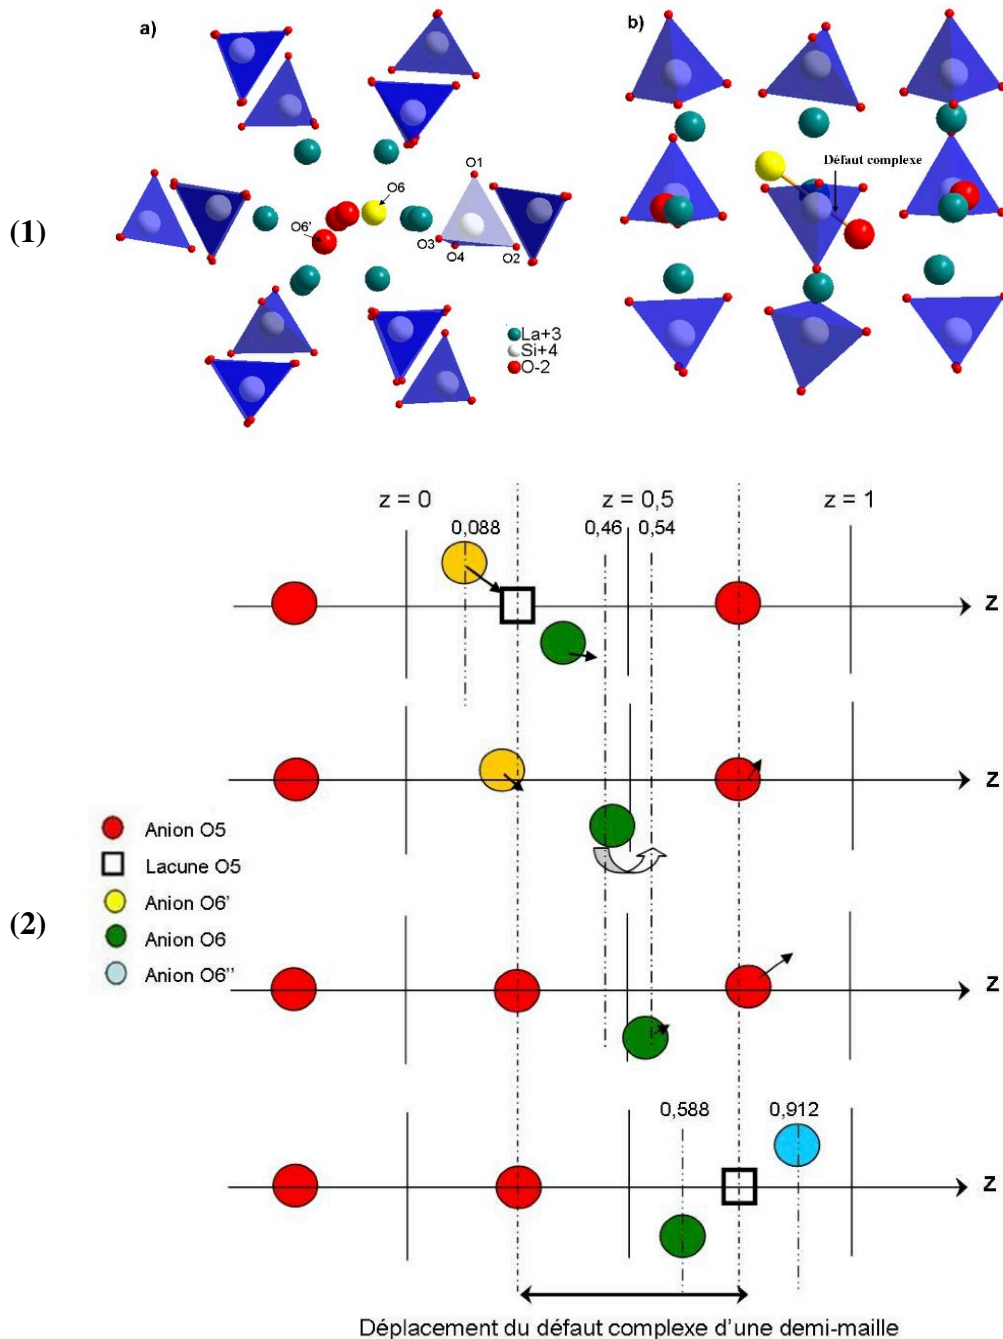 a)
b)
(1)
O1
O6
O6'
O3
O4
O2
Défaut complexe
La+3
Si+4
O-2
z = 0
z = 0,5
z = 1
0,088
0,46
0,54
z
z
Anion O5
Lacune O5
Anion O6'
Anion O6
Anion O6''
(2)
z
0,588
0,912
z
Déplacement du défaut complexe d'une demi-maille